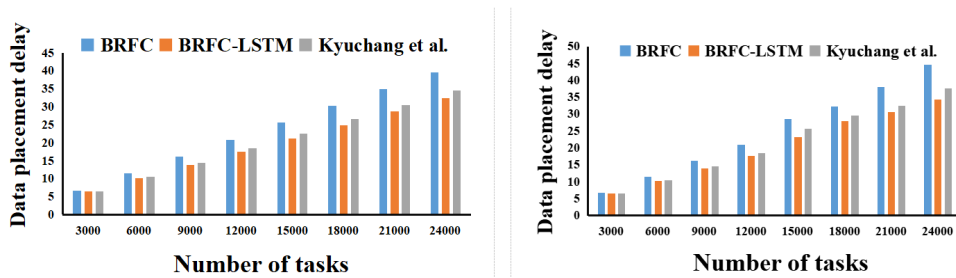 BRFC BRFC-LSTM Kyuchang et al.
Data placement delay
45
40
35
30
25
20
15
10
5
0
3000 6000 9000 12000 15000 18000 21000 24000
Number of tasks
BRFC BRFC-LSTM Kyuchang et al.
Data placement delay
50
45
40
35
30
25
20
15
10
5
0
3000 6000 9000 12000 15000 18000 21000 24000
Number of tasks